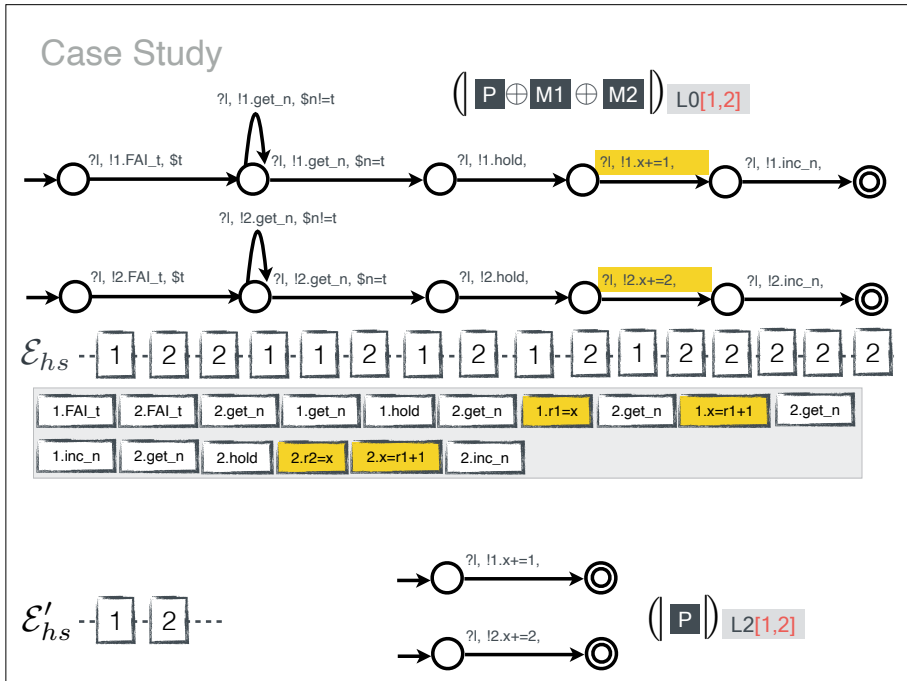 Case Study
(| P ⊕ M1 ⊕ M2 |) L0[1,2]
?l, !1.get_n, $n!=t
?l, !1.FAI_t, $t ?l, !1.get_n, $n=t ?l, !1.hold, ?l, !1.x+=1, ?l, !1.inc_n,
?l, !2.get_n, $n!=t
?l, !2.FAI_t, $t ?l, !2.get_n, $n=t ?l, !2.hold, ?l, !2.x+=2, ?l, !2.inc_n,
ℰhs 1 2 2 1 1 2 1 2 1 2 1 2 2 2 2 2
1.FAI_t 2.FAI_t 2.get_n 1.get_n 1.hold 2.get_n 1.r1=x 2.get_n 1.x=r1+1 2.get_n
1.inc_n 2.get_n 2.hold 2.r2=x 2.x=r1+1 2.inc_n
?l, !1.x+=1,
ℰ′hs 1 2 (| P |) L2[1,2]
?l, !2.x+=2,